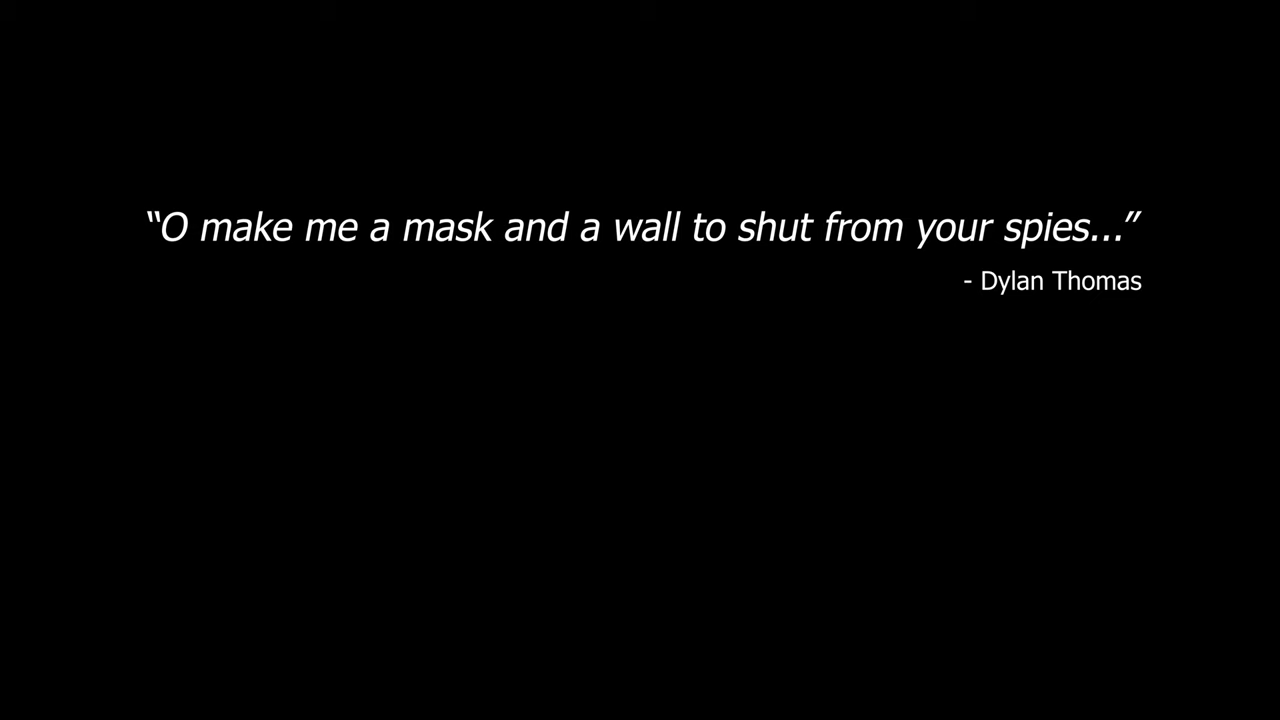 “O make me a mask and a wall to shut from your spies...”
- Dylan Thomas